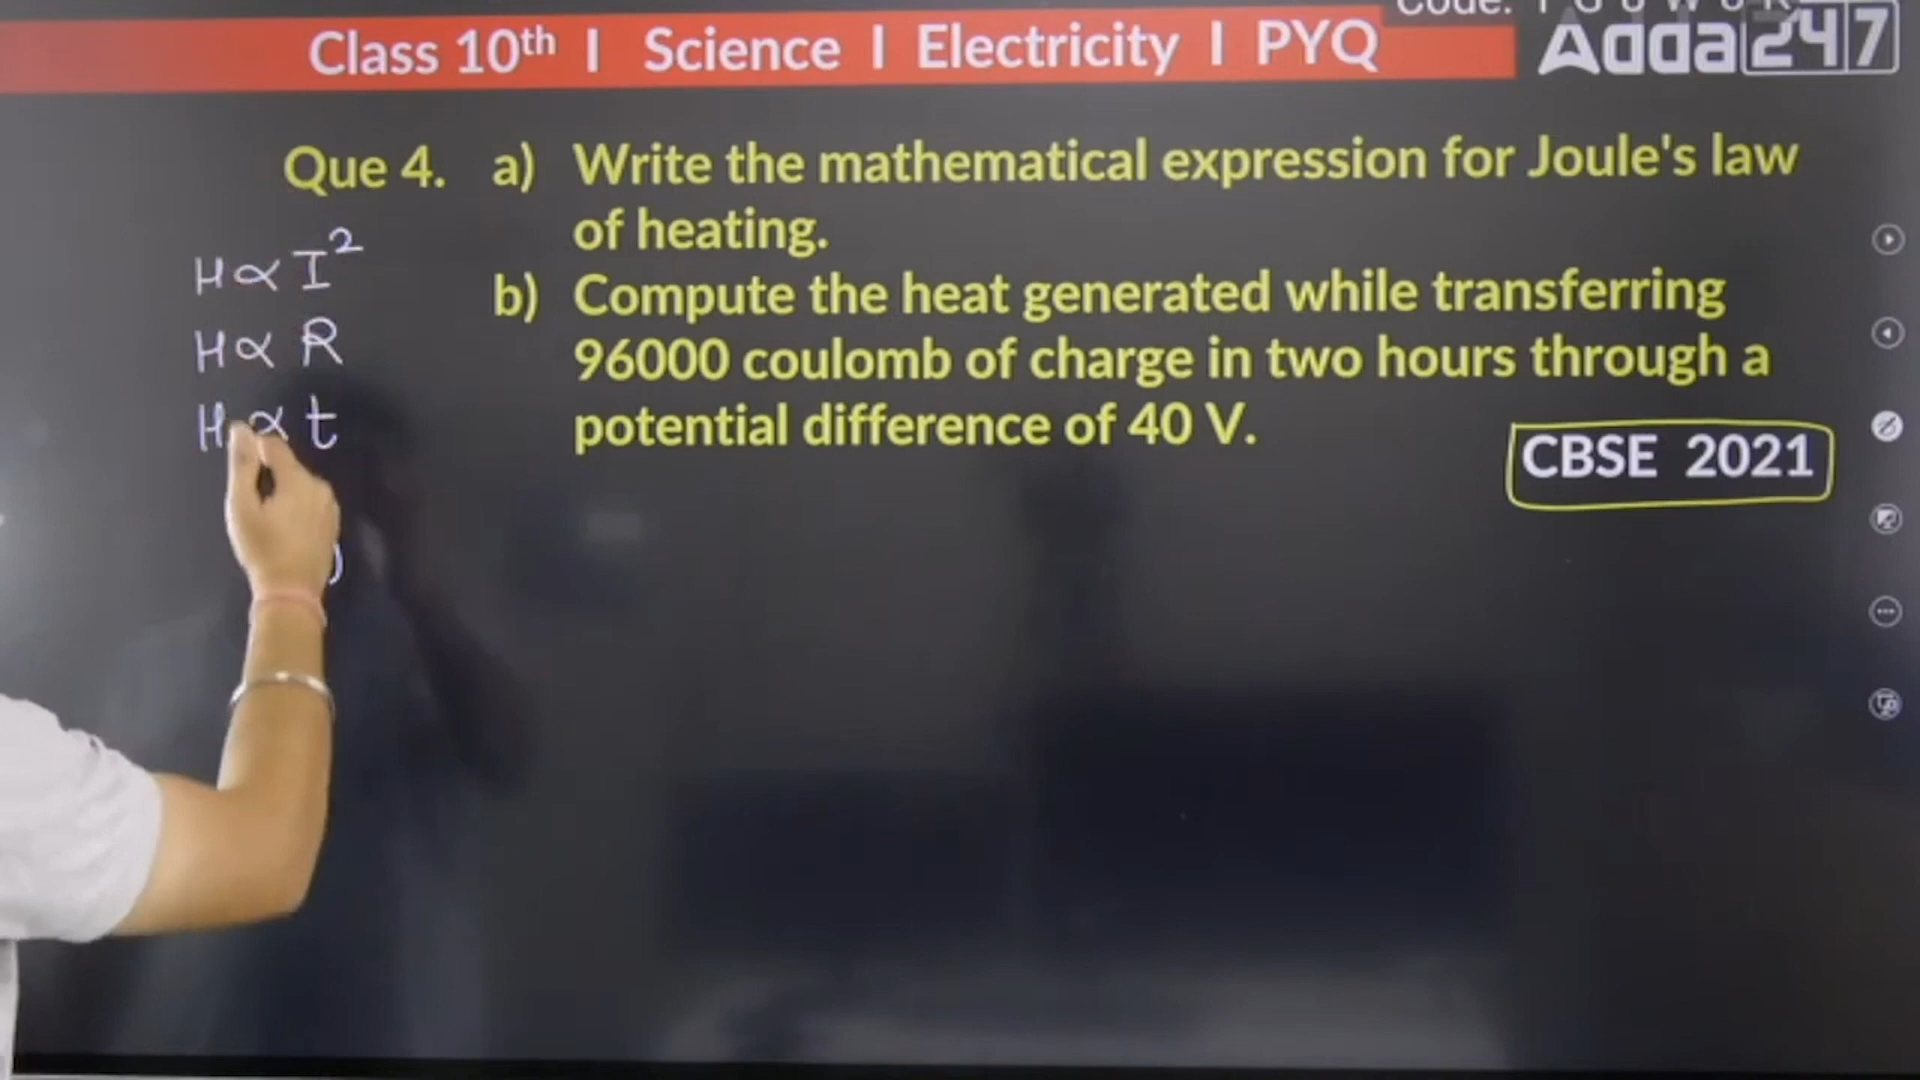 Class 10th I Science I Electricity I PYQ
Adda247
Que 4. a) Write the mathematical expression for Joule's law
of heating.
b) Compute the heat generated while transferring
96000 coulomb of charge in two hours through a
potential difference of 40 V.
CBSE 2021
H ∝ I²
H ∝ R
H ∝ t